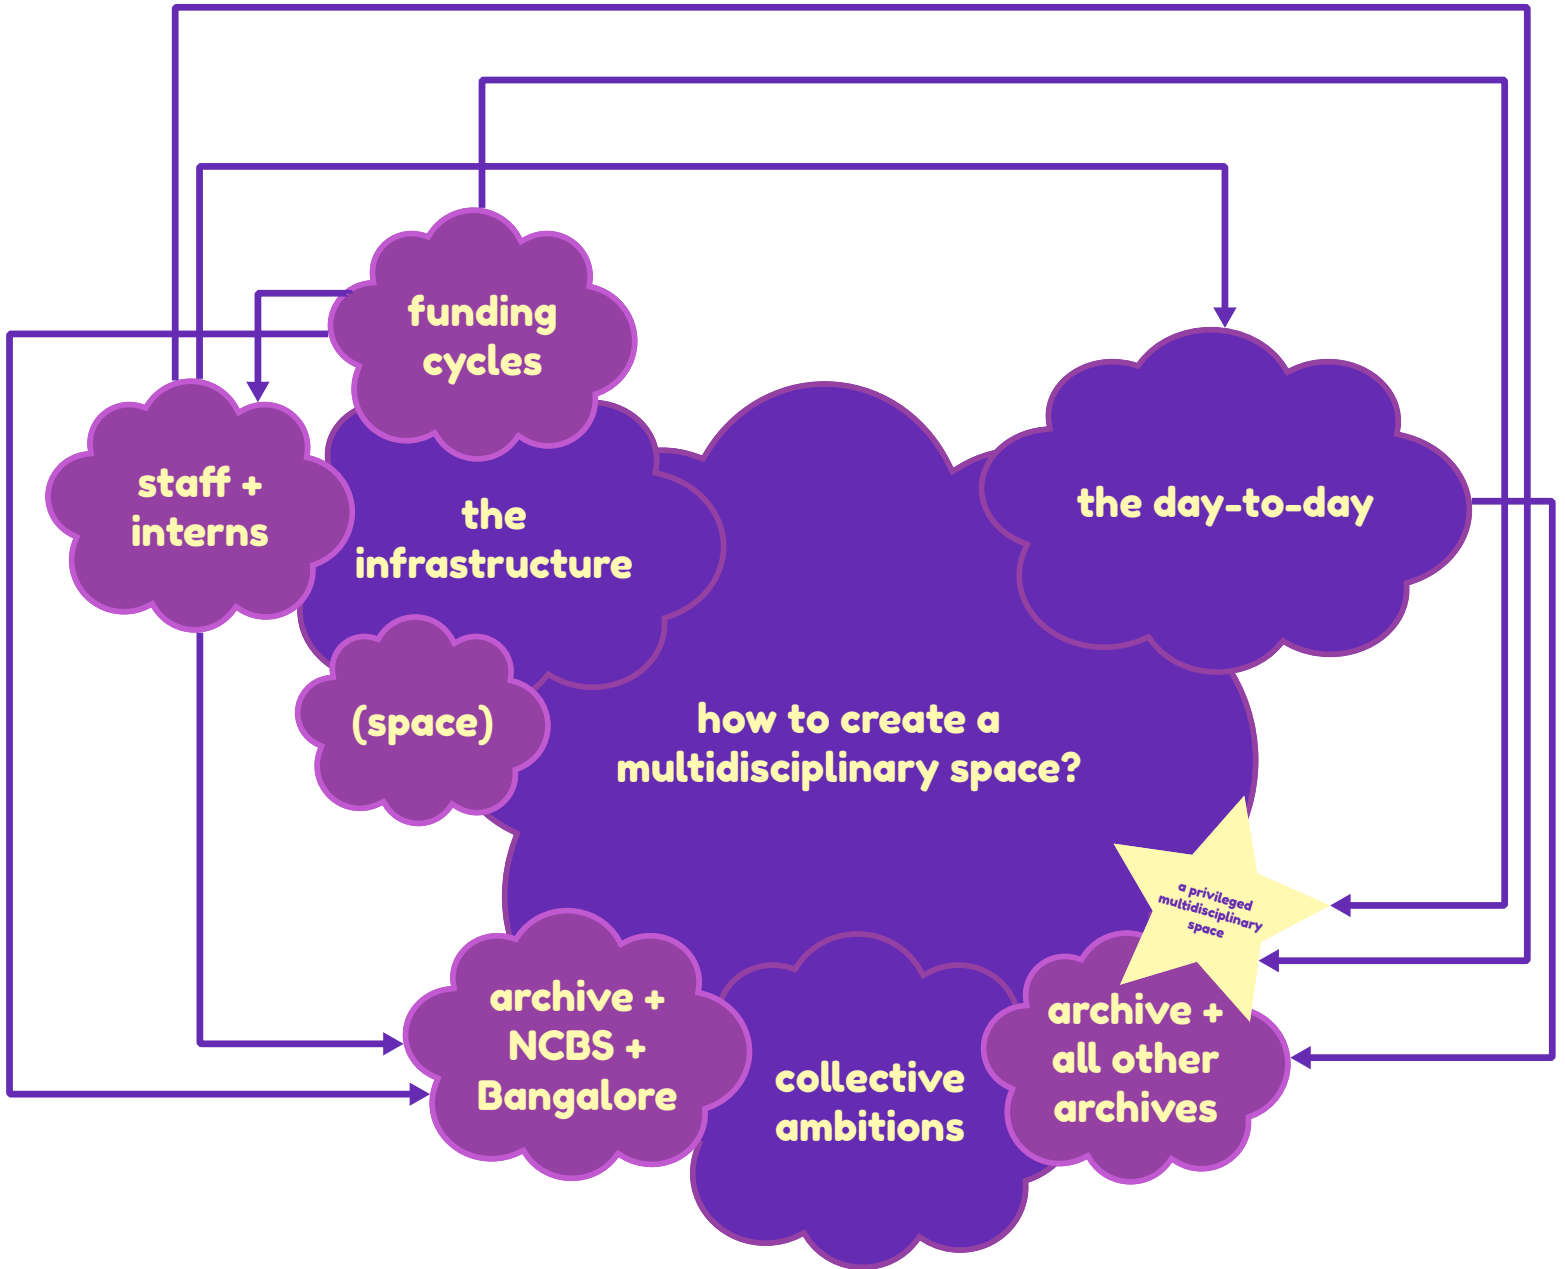 funding
cycles
staff +
interns
the
infrastructure
the day-to-day
(space)
how to create a
multidisciplinary space?
a privileged
multidisciplinary
space
archive +
NCBS +
Bangalore
collective
ambitions
archive +
all other
archives